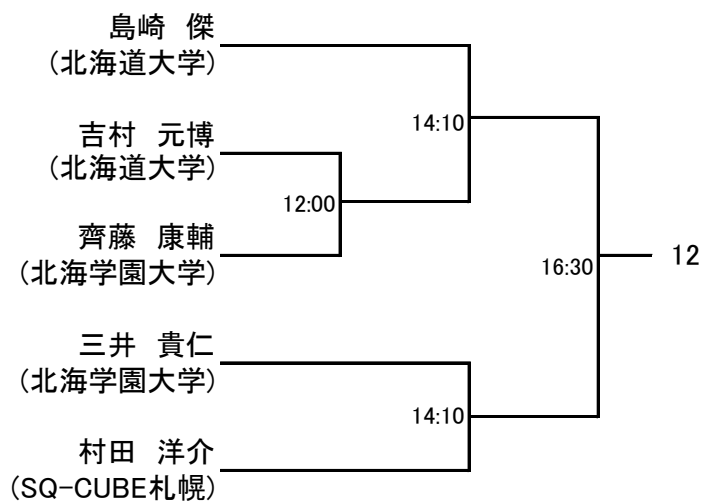 島崎　傑
(北海道大学)
14:10
吉村　元博
(北海道大学)
12:00
齊藤　康輔
(北海学園大学)
16:30
12
三井　貴仁
(北海学園大学)
14:10
村田　洋介
(SQ-CUBE札幌)